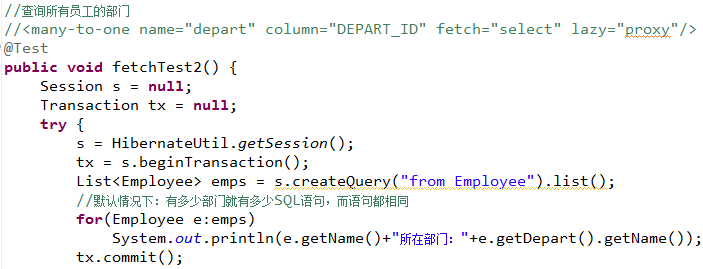 //查询所有员工的部门
//<many-to-one name="depart" column="DEPART_ID" fetch="select" lazy="proxy"/>
@Test
public void fetchTest2() {
Session s = null;
Transaction tx = null;
try {
s = HibernateUtil.getSession();
tx = s.beginTransaction();
List<Employee> emps = s.createQuery("from Employee").list();
//默认情况下：有多少部门就有多少SQL语句，而语句都相同
for(Employee e:emps)
System.out.println(e.getName()+"所在部门："+e.getDepart().getName());
tx.commit();